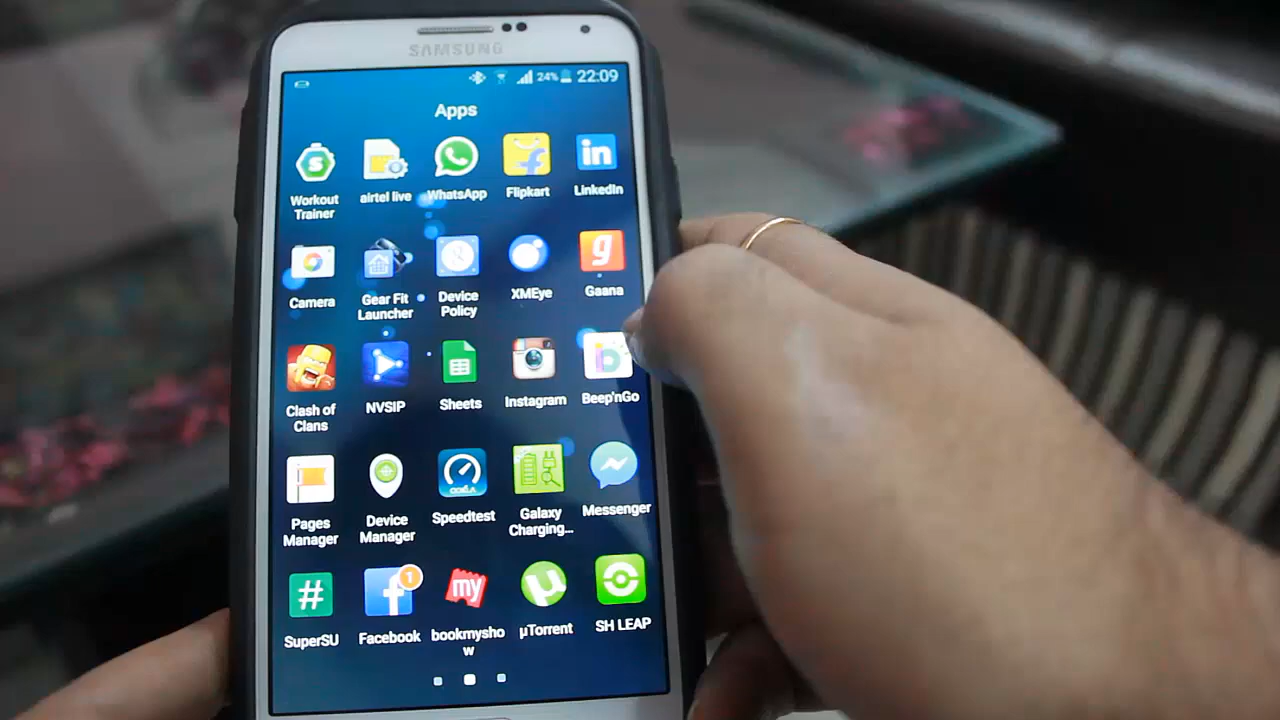 SAMSUNG
24% 22:09
Apps
Workout
Trainer
airtel live
WhatsApp
Flipkart
LinkedIn
Camera
Gear Fit
Launcher
Device
Policy
XMEye
Gaana
Clash of
Clans
NVSIP
Sheets
Instagram
Beep'nGo
Pages
Manager
Device
Manager
Speedtest
Galaxy
Charging...
Messenger
SuperSU
1
Facebook
my
bookmysho
w
µTorrent
SH LEAP